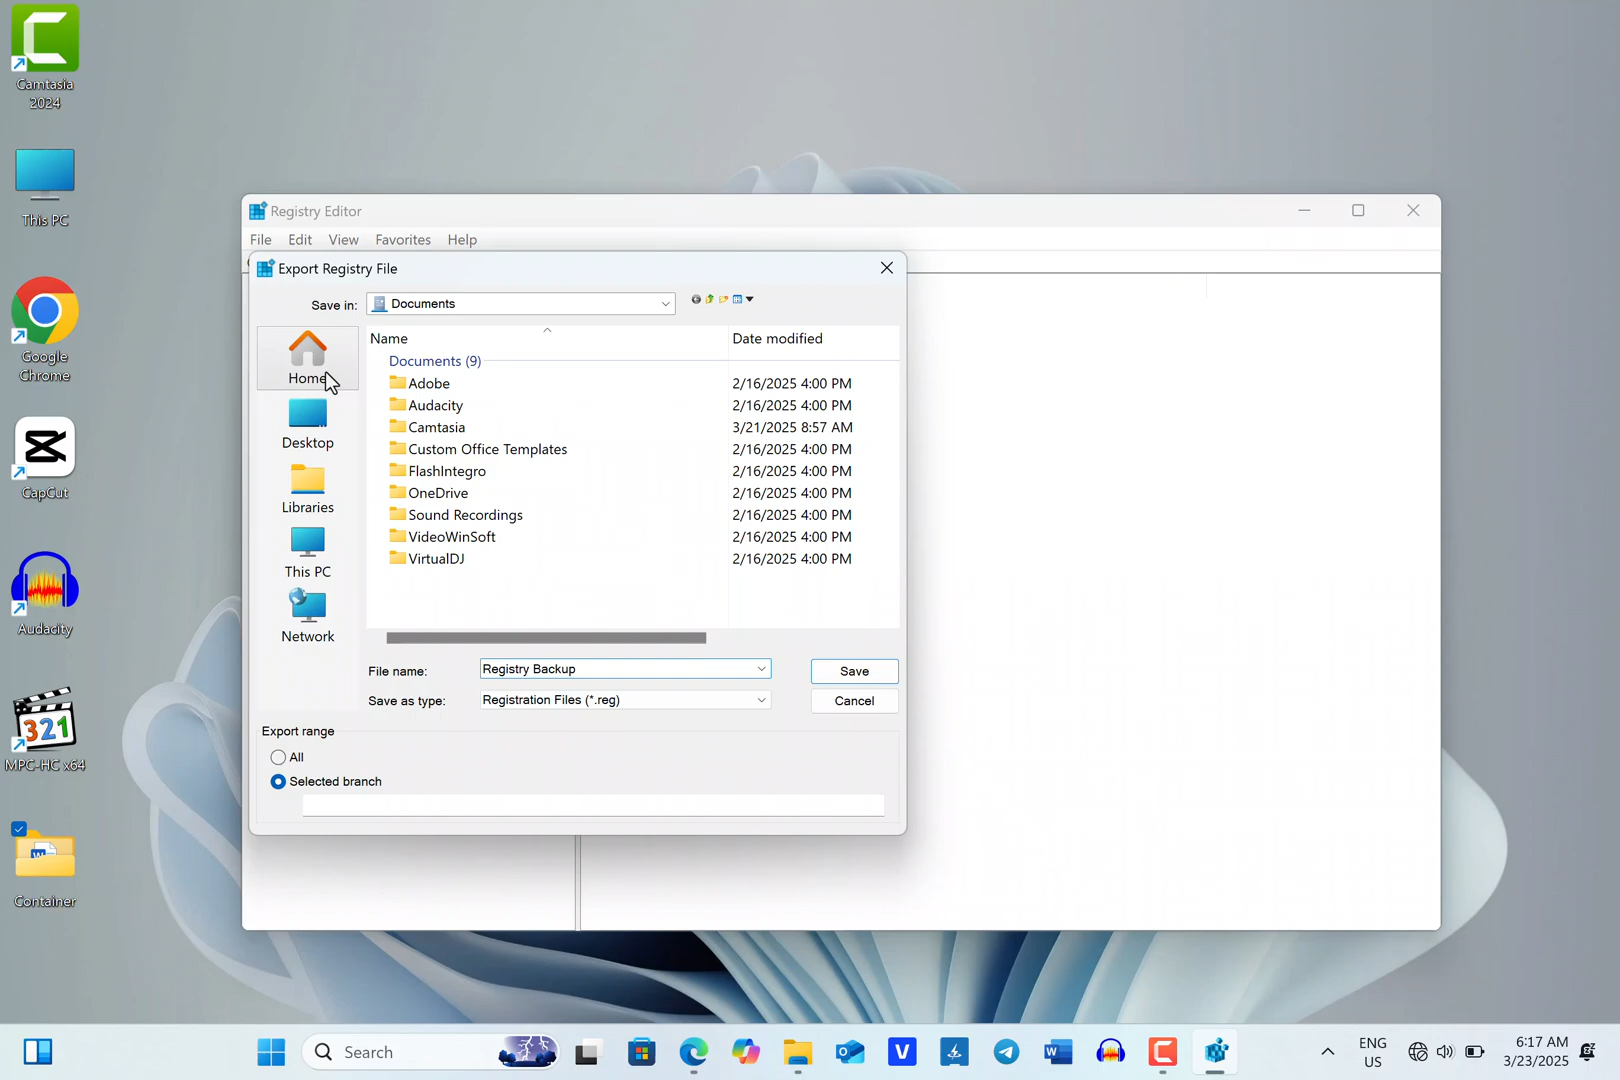 Camtasia
2024
This PC
Google
Chrome
CapCut
Audacity
321
MPC-HC x64
Container
Registry Editor
File Edit View Favorites Help
Export Registry File
Save in: Documents
Home
Desktop
Libraries
This PC
Network
Name Date modified
Documents (9)
Adobe 2/16/2025 4:00 PM
Audacity 2/16/2025 4:00 PM
Camtasia 3/21/2025 8:57 AM
Custom Office Templates 2/16/2025 4:00 PM
FlashIntegro 2/16/2025 4:00 PM
OneDrive 2/16/2025 4:00 PM
Sound Recordings 2/16/2025 4:00 PM
VideoWinSoft 2/16/2025 4:00 PM
VirtualDJ 2/16/2025 4:00 PM
File name: Registry Backup Save
Save as type: Registration Files (*.reg) Cancel
Export range
All
Selected branch
Search
ENG
US
6:17 AM
3/23/2025